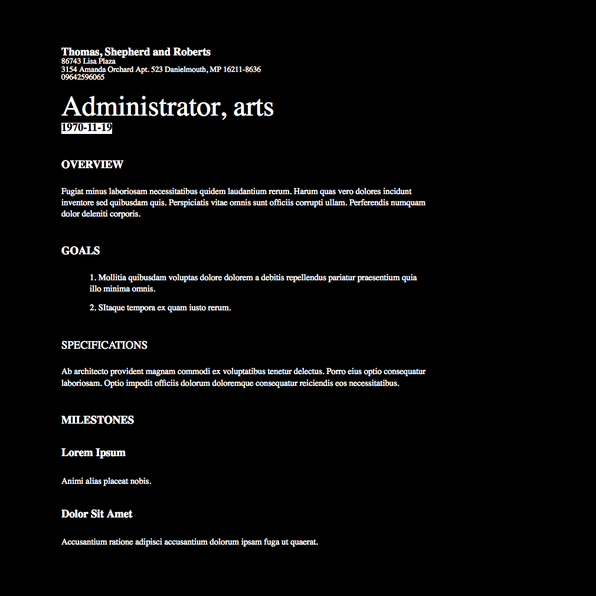 Thomas, Shepherd and Roberts
86743 Lisa Plaza
3154 Amanda Orchard Apt. 523 Danielmouth, MP 16211-8636
09642596065
Administrator, arts
1970-11-19
OVERVIEW
Fugiat minus laboriosam necessitatibus quidem laudantium rerum. Harum quas vero dolores incidunt
inventore sed quibusdam quis. Perspiciatis vitae omnis sunt officiis corrupti ullam. Perferendis numquam
dolor deleniti corporis.
GOALS
1. Mollitia quibusdam voluptas dolore dolorem a debitis repellendus pariatur praesentium quia
illo minima omnis.
2. SItaque tempora ex quam iusto rerum.
SPECIFICATIONS
Ab architecto provident magnam commodi ex voluptatibus tenetur delectus. Porro eius optio consequatur
laboriosam. Optio impedit officiis dolorum doloremque consequatur reiciendis eos necessitatibus.
MILESTONES
Lorem Ipsum
Animi alias placeat nobis.
Dolor Sit Amet
Accusantium ratione adipisci accusantium dolorum ipsam fuga ut quaerat.